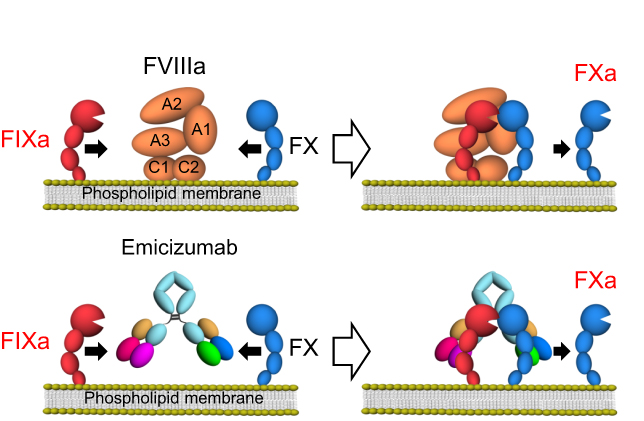 FVIIIa
FXa
A2
A1
FIXa
A3
FX
C1 C2
Phospholipid membrane
Emicizumab
FXa
FIXa
FX
Phospholipid membrane